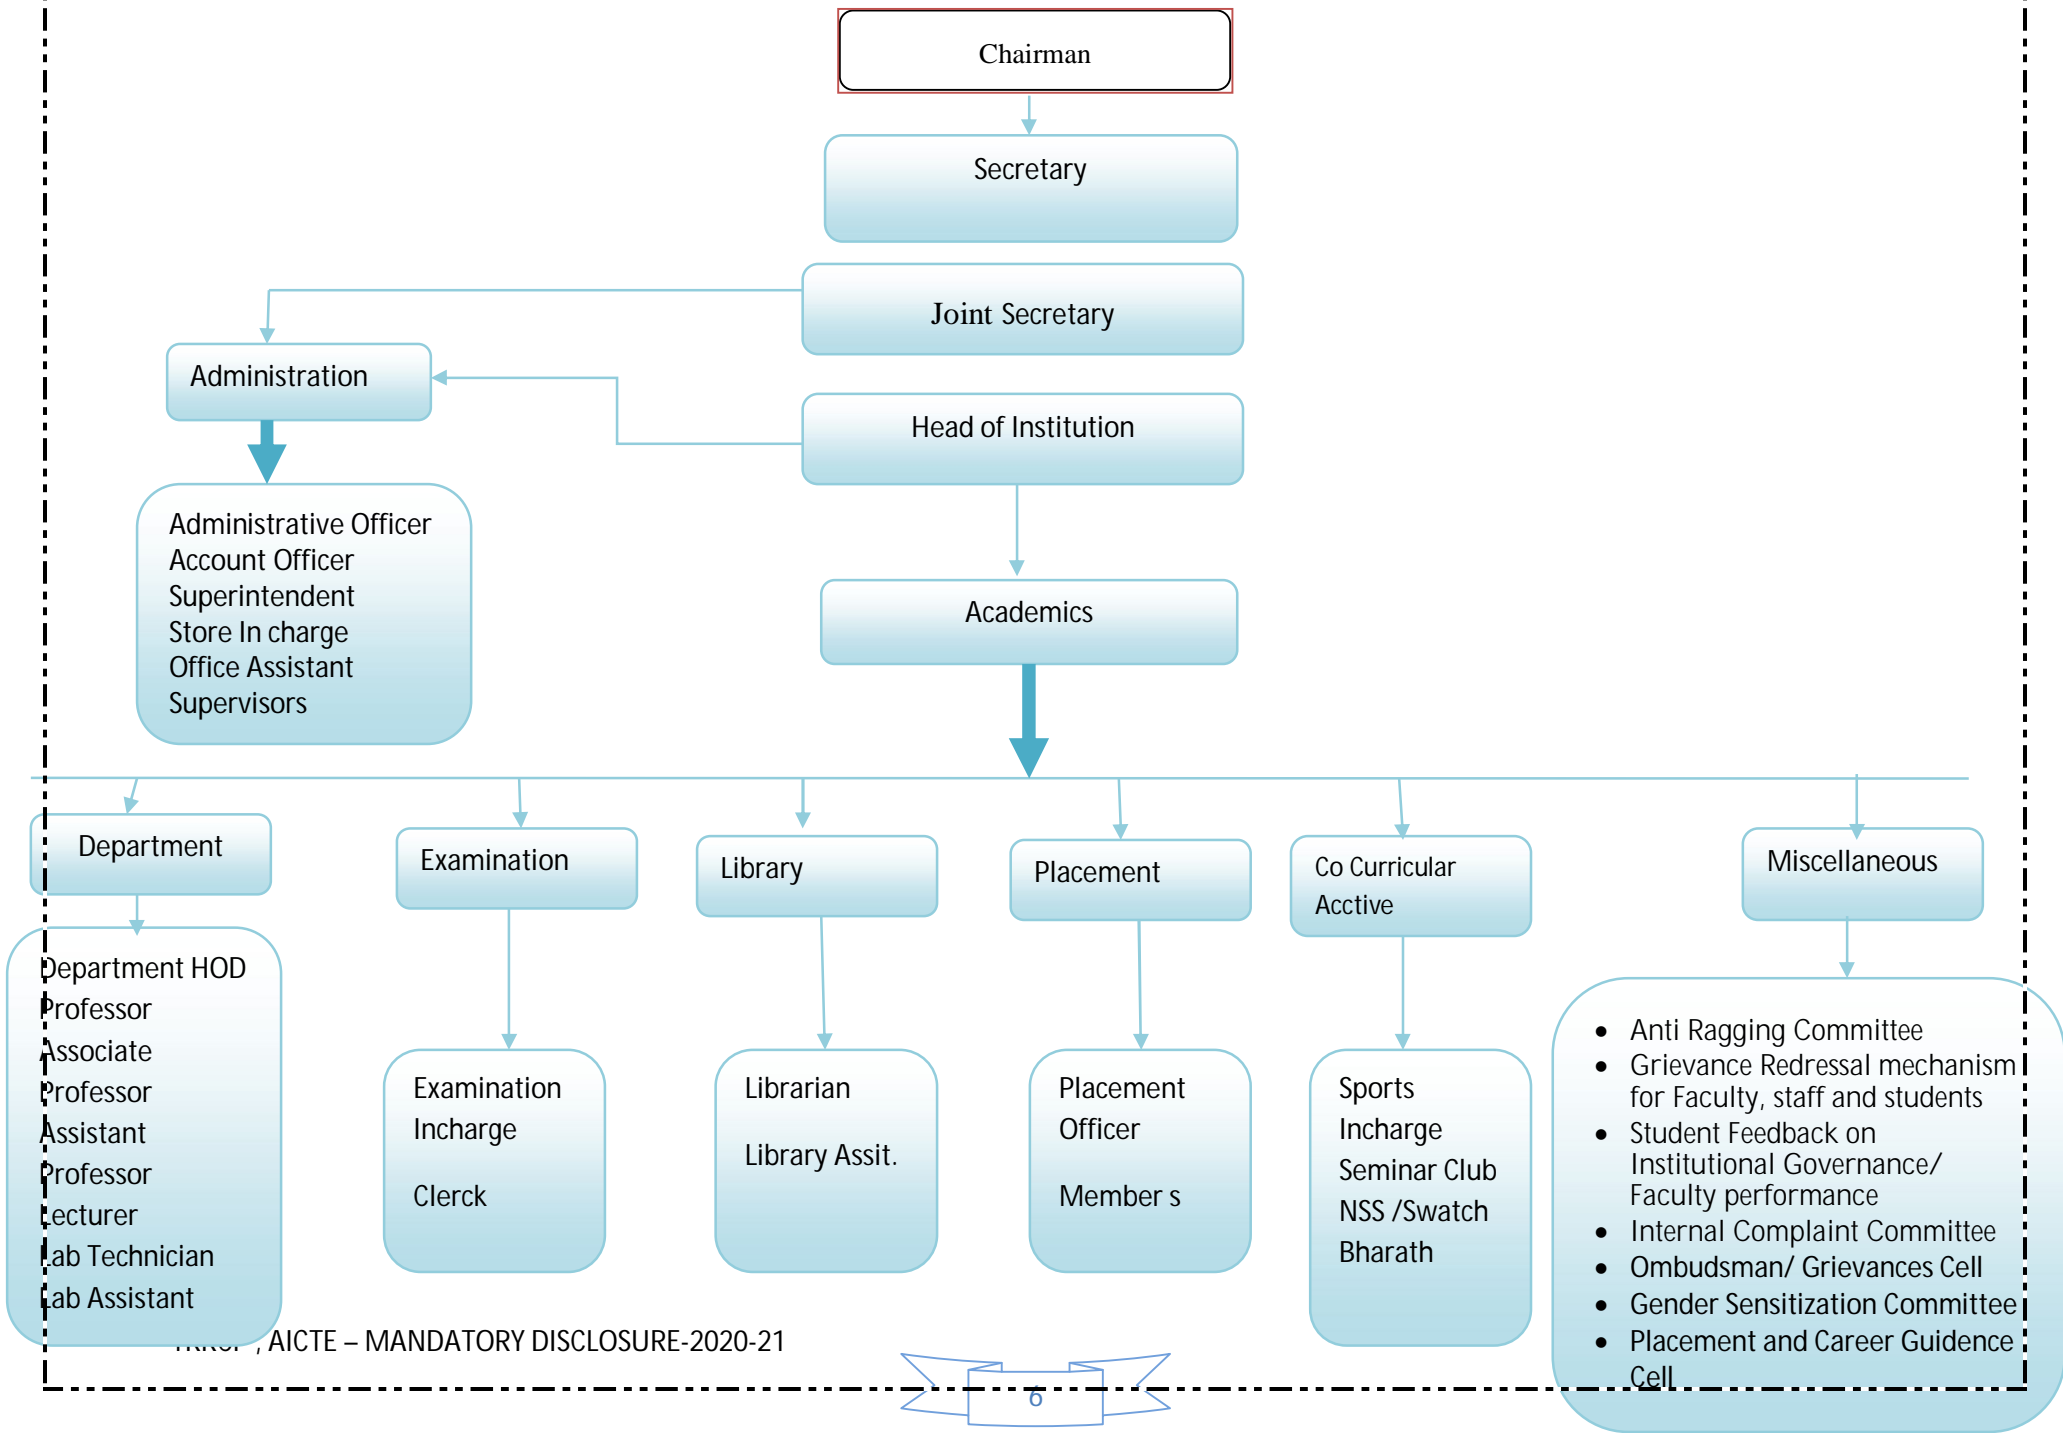 Chairman
Secretary
Joint Secretary
Administration
Head of Institution
Administrative Officer
Account Officer
Superintendent
Store In charge
Office Assistant
Supervisors
Academics
Department
Examination
Library
Placement
Co Curricular
Acctive
Miscellaneous
Department HOD
Professor
Associate
Professor
Assistant
Professor
Lecturer
Lab Technician
Lab Assistant
Examination
Incharge
Clerck
Librarian
Library Assit.
Placement
Officer
Member s
Sports
Incharge
Seminar Club
NSS /Swatch
Bharath
• Anti Ragging Committee
• Grievance Redressal mechanism
for Faculty, staff and students
• Student Feedback on
Institutional Governance/
Faculty performance
• Internal Complaint Committee
• Ombudsman/ Grievances Cell
• Gender Sensitization Committee
• Placement and Career Guidence
Cell
, AICTE – MANDATORY DISCLOSURE-2020-21
6